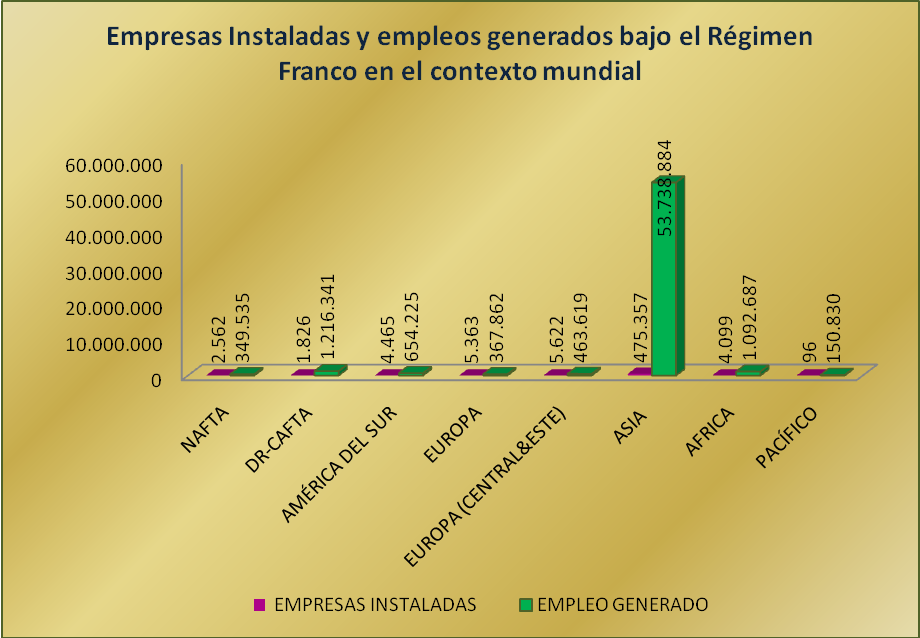 Empresas Instaladas y empleos generados bajo el Régimen
Franco en el contexto mundial
60.000.000
50.000.000
40.000.000
30.000.000
20.000.000
10.000.000
0
2.562
349.535
1.826
1.216.341
4.465
654.225
5.363
367.862
5.622
463.619
475.357
53.738.884
4.099
1.092.687
96
150.830
NAFTA
DR-CAFTA
AMÉRICA DEL SUR
EUROPA
EUROPA (CENTRAL&ESTE)
ASIA
AFRICA
PACÍFICO
EMPRESAS INSTALADAS
EMPLEO GENERADO